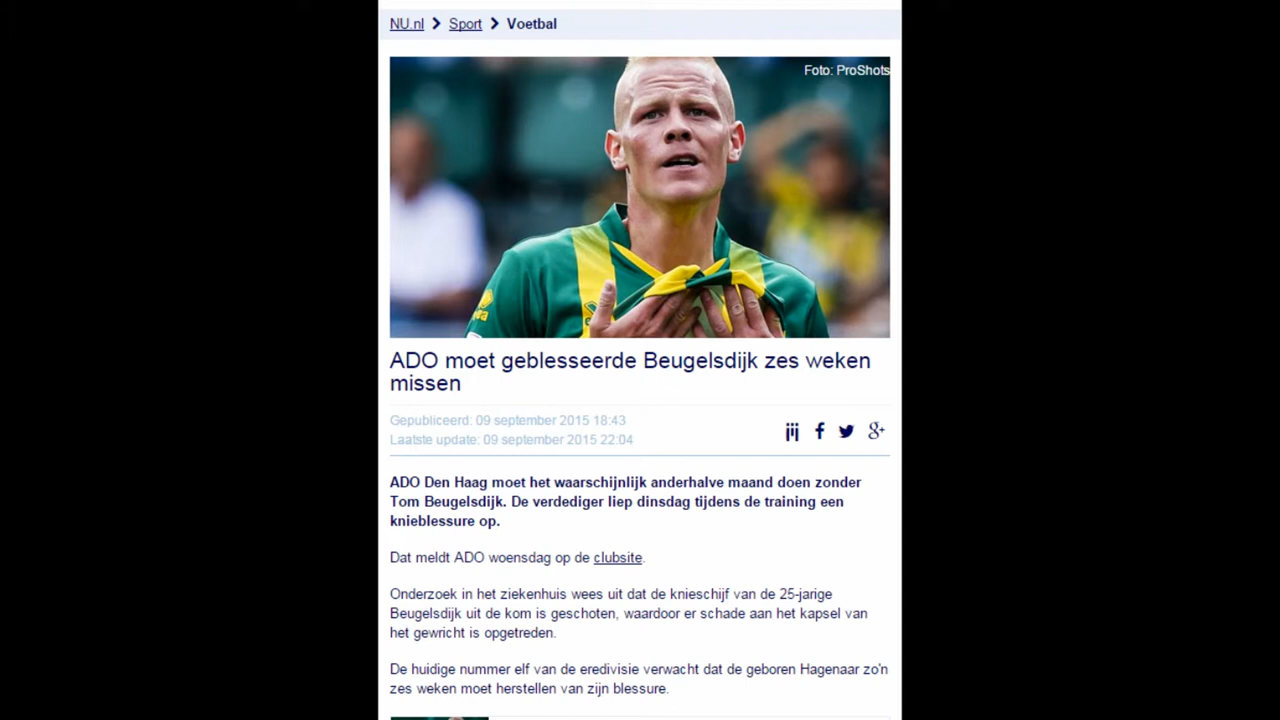 NU.nl > Sport > Voetbal
Foto: ProShots
ADO moet geblesseerde Beugelsdijk zes weken
missen
Gepubliceerd: 09 september 2015 18:43
Laatste update: 09 september 2015 22:04
ADO Den Haag moet het waarschijnlijk anderhalve maand doen zonder
Tom Beugelsdijk. De verdediger liep dinsdag tijdens de training een
knieblessure op.
Dat meldt ADO woensdag op de clubsite.
Onderzoek in het ziekenhuis wees uit dat de knieschijf van de 25-jarige
Beugelsdijk uit de kom is geschoten, waardoor er schade aan het kapsel van
het gewricht is opgetreden.
De huidige nummer elf van de eredivisie verwacht dat de geboren Hagenaar zo'n
zes weken moet herstellen van zijn blessure.